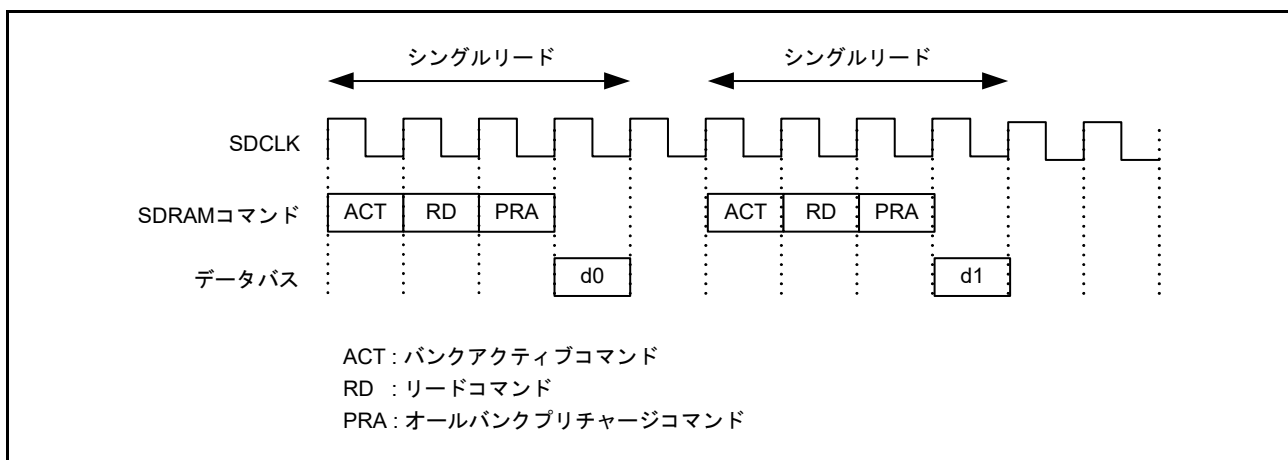 シングルリード シングルリード
SDCLK
SDRAMコマンド ACT RD PRA ACT RD PRA
データバス d0 d1
ACT : バンクアクティブコマンド
RD : リードコマンド
PRA : オールバンクプリチャージコマンド